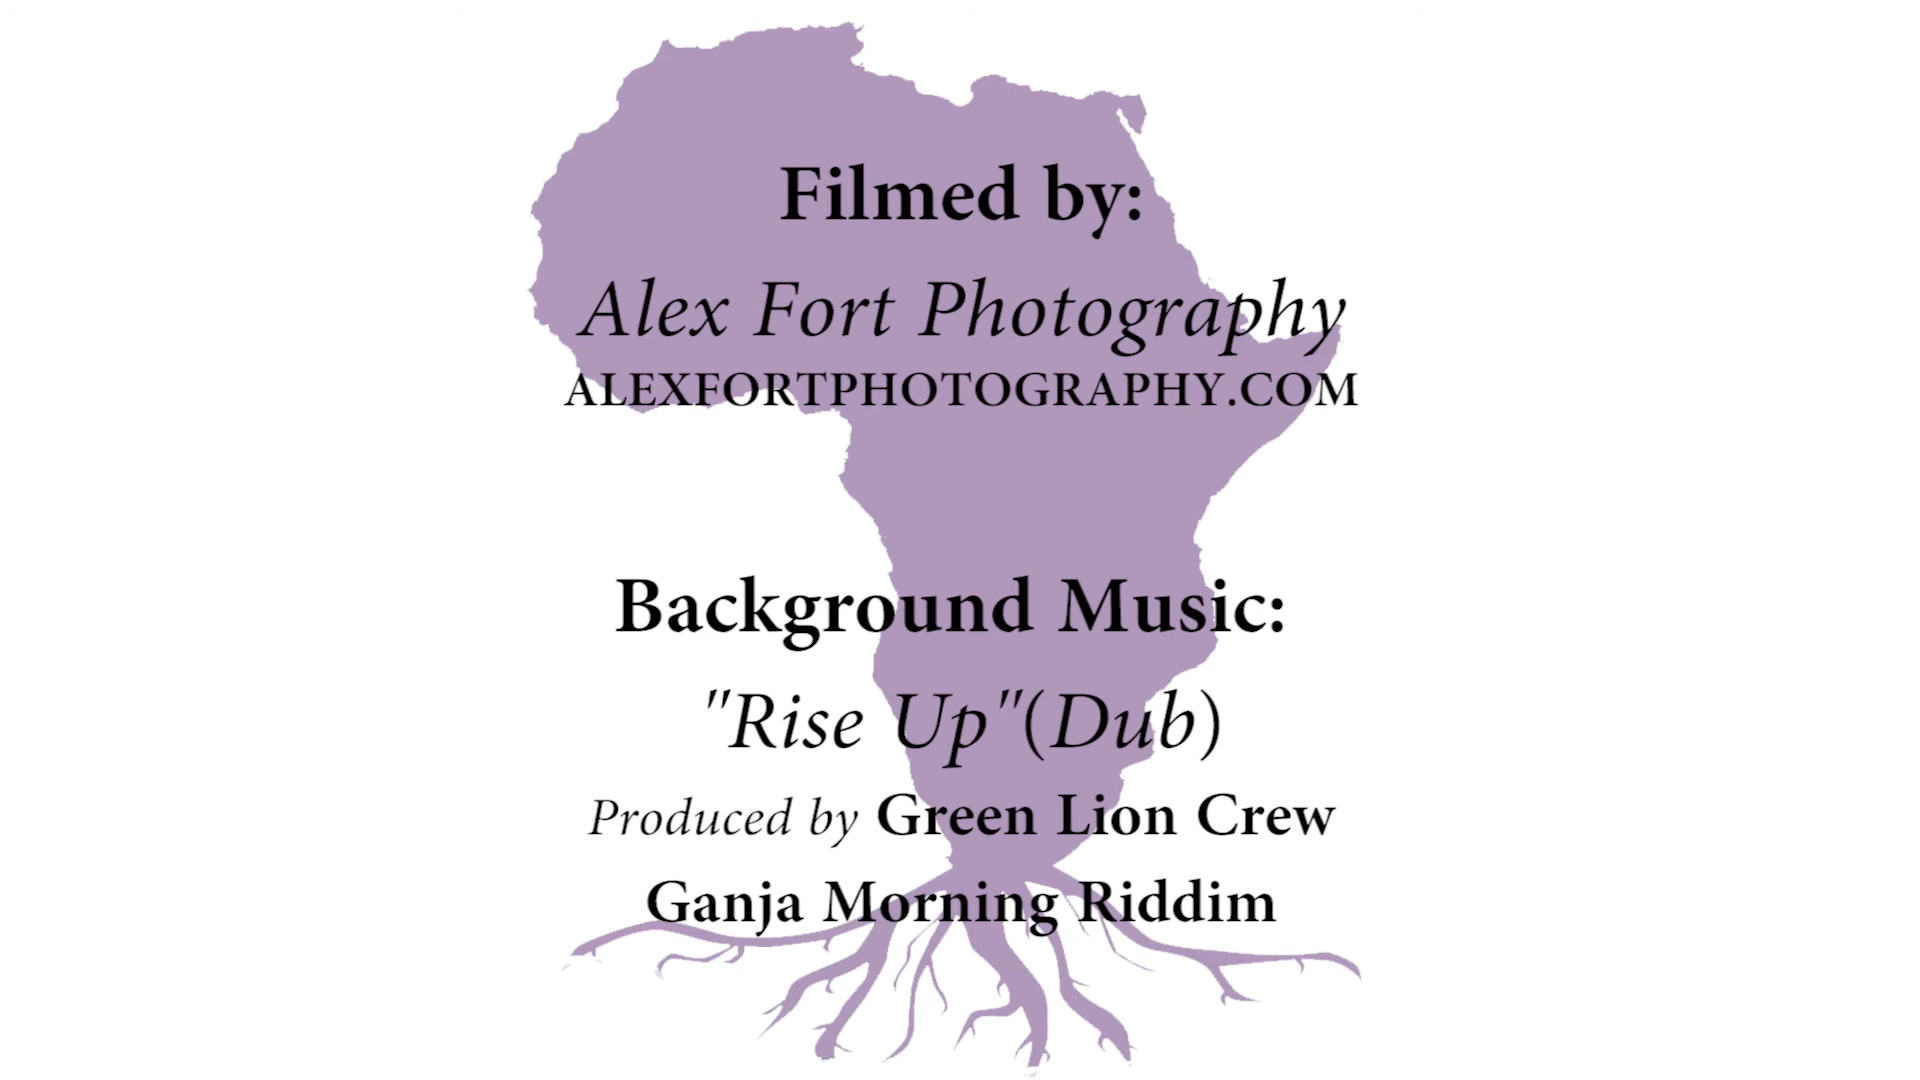 Filmed by:
Alex Fort Photography
ALEXFORTPHOTOGRAPHY.COM
Background Music:
"Rise Up"(Dub)
Produced by Green Lion Crew
Ganja Morning Riddim